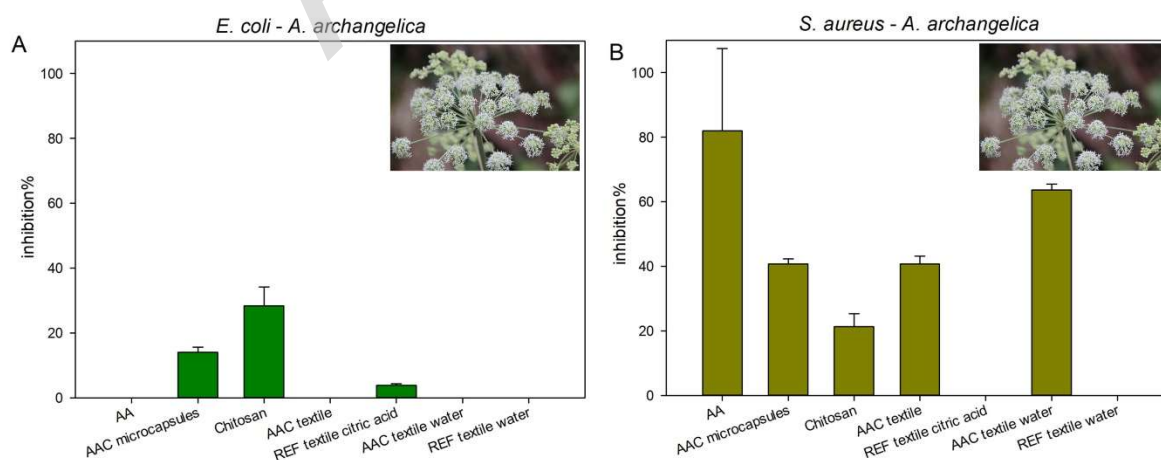 E. coli - A. archangelica
A
100
80
60
40
20
0
inhibition%
AA
AAC microcapsules
Chitosan
AAC textile
REF textile citric acid
AAC textile water
REF textile water
S. aureus - A. archangelica
B
100
80
60
40
20
0
inhibition%
AA
AAC microcapsules
Chitosan
AAC textile
REF textile citric acid
AAC textile water
REF textile water